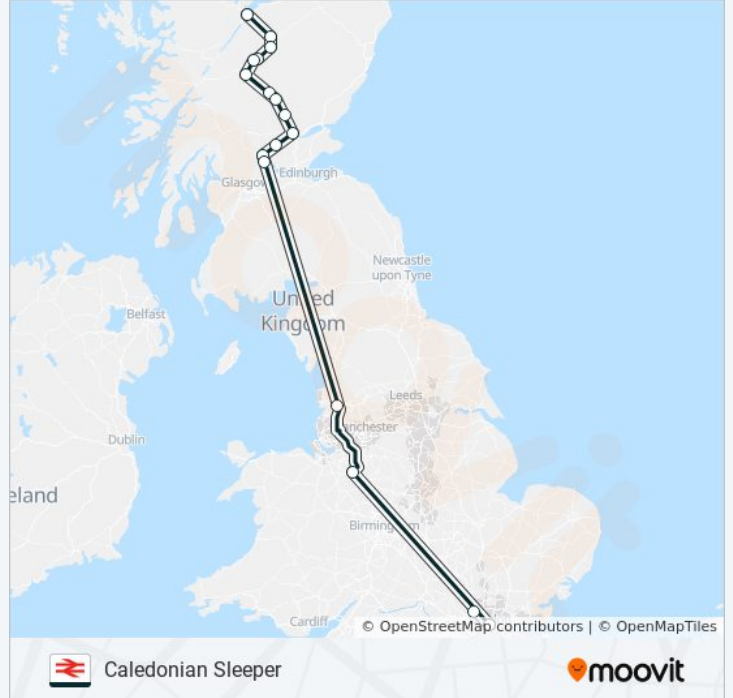 Edinburgh
Glasgow
Newcastle
upon Tyne
United
Kingdom
Belfast
Leeds
Manchester
Dublin
eland
Birmingham
Cardiff
© OpenStreetMap contributors | © OpenMapTiles
Caledonian Sleeper
moovit